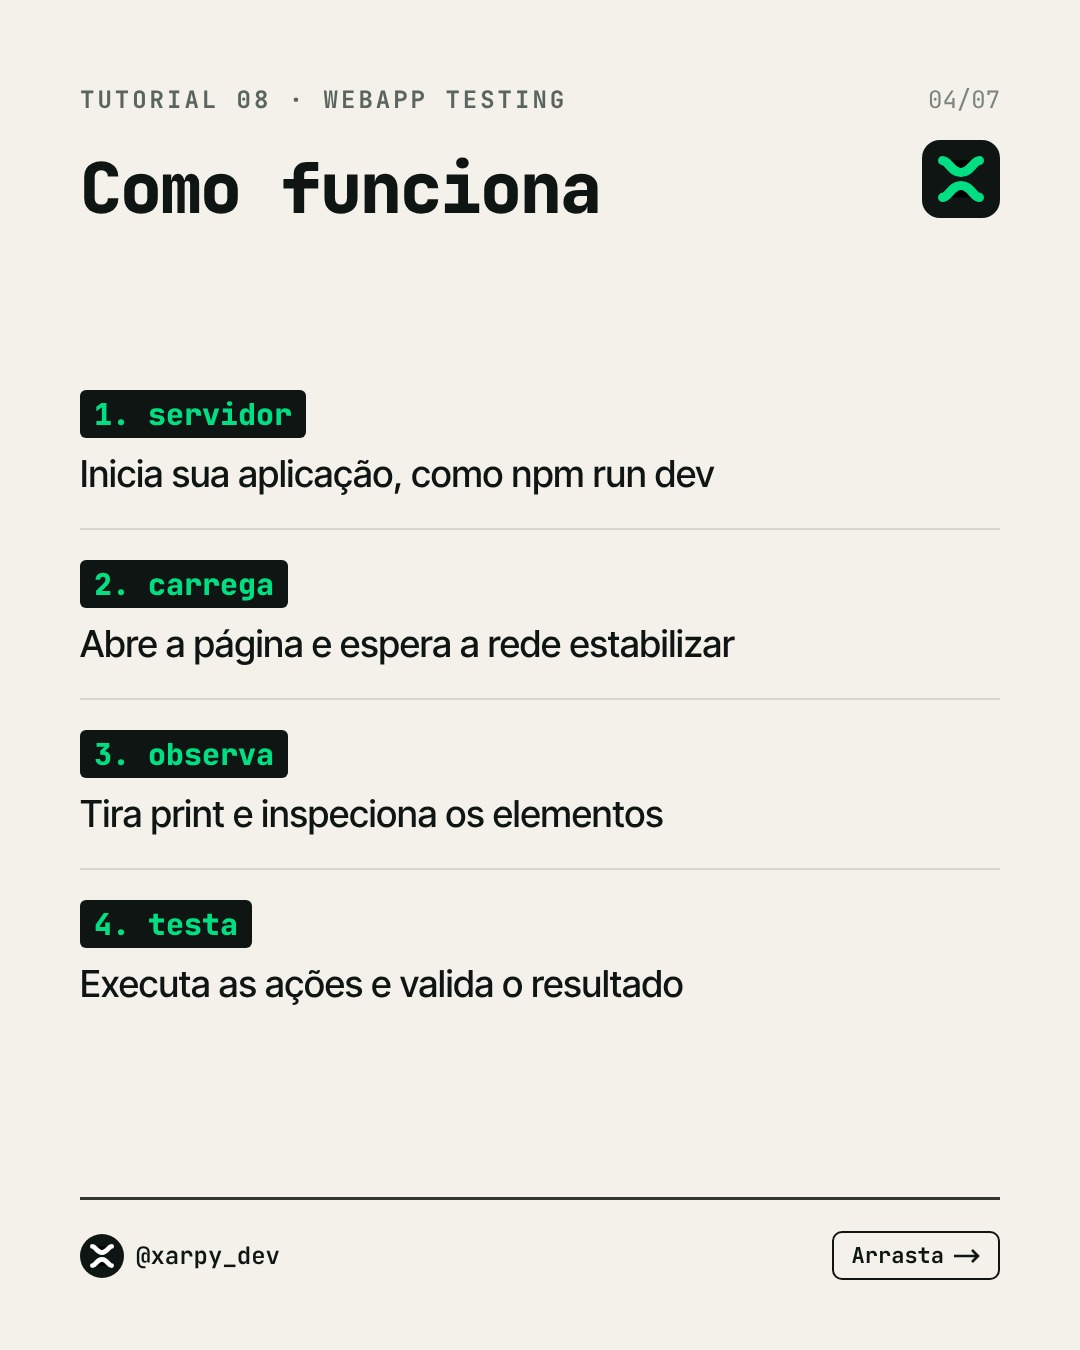 TUTORIAL 08 · WEBAPP TESTING
04/07
Como funciona
1. servidor
Inicia sua aplicação, como npm run dev
2. carrega
Abre a página e espera a rede estabilizar
3. observa
Tira print e inspeciona os elementos
4. testa
Executa as ações e valida o resultado
@xarpy_dev
Arrasta →